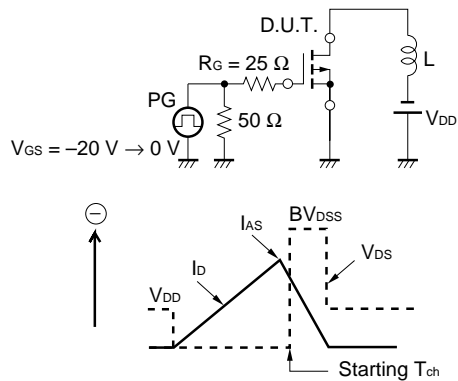 D.U.T.
RG = 25 Ω
L
PG
50 Ω
VDD
VGS = –20 V → 0 V
−
IAS
BVDSS
ID
VDS
VDD
Starting Tch